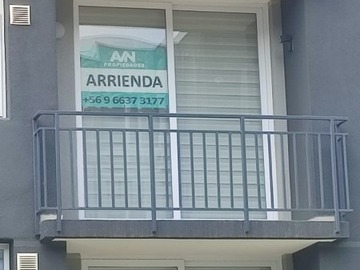 AVN
PROPIEDADES
ARRIENDA
+56 9 6637 3177